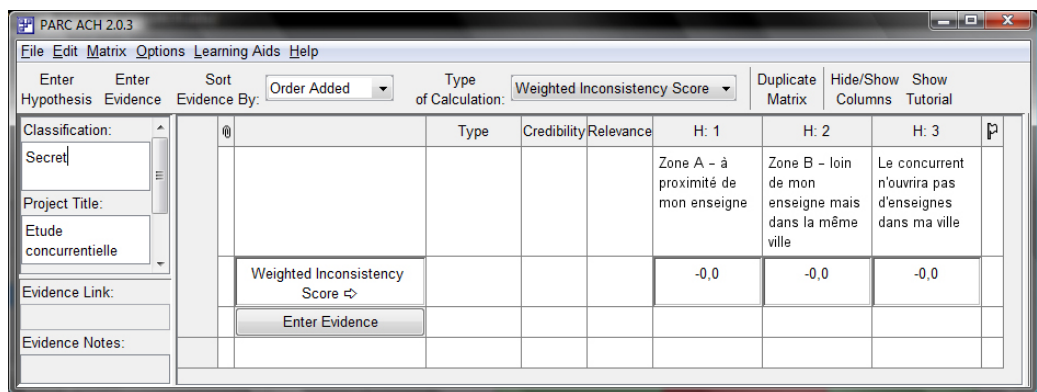 PARC ACH 2.0.3
File Edit Matrix Options Learning Aids Help
Enter Hypothesis
Enter Evidence
Sort Evidence By:
Order Added
Type of Calculation:
Weighted Inconsistency Score
Duplicate Matrix
Hide/Show Columns
Show Tutorial
Classification:
Secret
Project Title:
Etude
concurrentielle
Evidence Link:
Evidence Notes:
Type Credibility Relevance H: 1 H: 2 H: 3
Zone A – à
proximité de
mon enseigne
Zone B – loin
de mon
enseigne mais
dans la même
ville
Le concurrent
n'ouvrira pas
d'enseignes
dans ma ville
Weighted Inconsistency
Score ⇨
-0,0 -0,0 -0,0
Enter Evidence